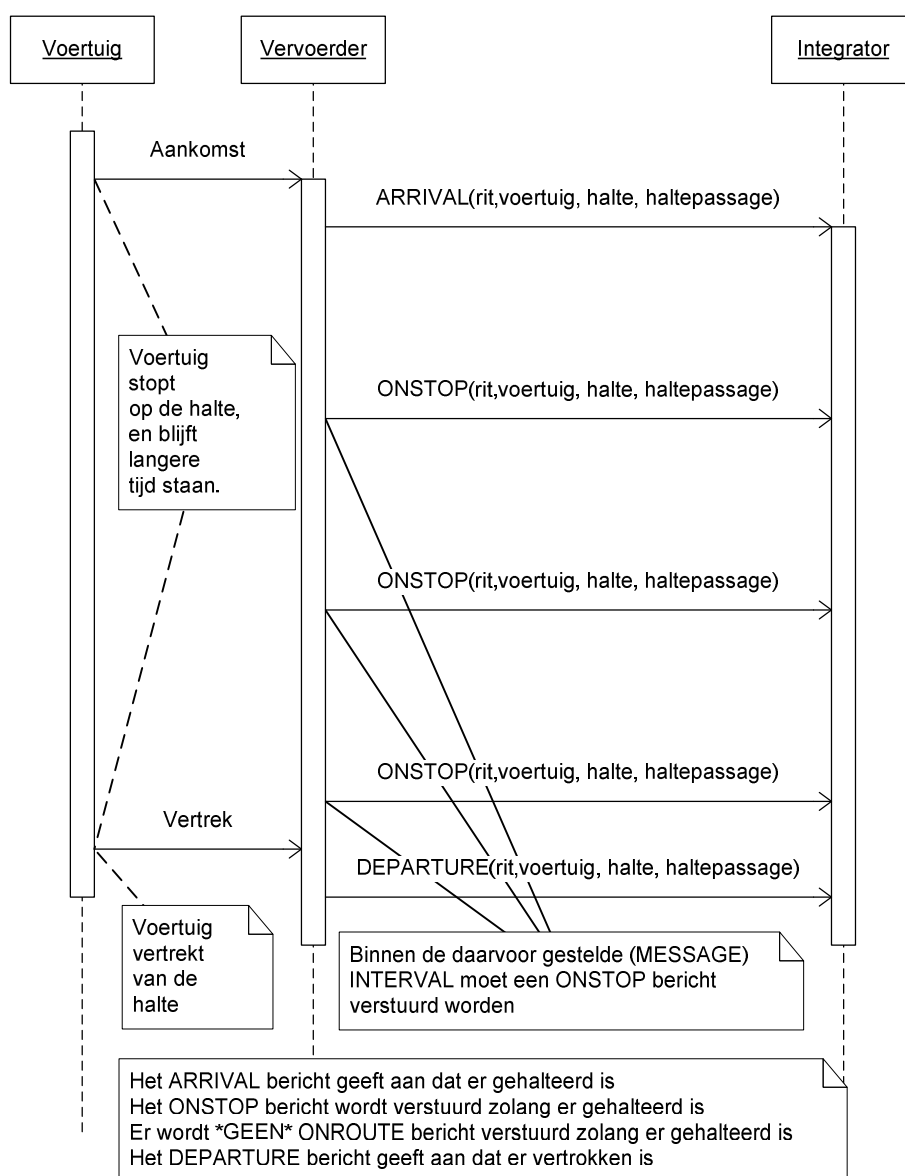 Voertuig
Vervoerder
Integrator
Aankomst
ARRIVAL(rit,voertuig, halte, haltepassage)
Voertuig
stopt
op de halte,
en blijft
langere
tijd staan.
ONSTOP(rit,voertuig, halte, haltepassage)
ONSTOP(rit,voertuig, halte, haltepassage)
ONSTOP(rit,voertuig, halte, haltepassage)
Vertrek
DEPARTURE(rit,voertuig, halte, haltepassage)
Voertuig
vertrekt
van de
halte
Binnen de daarvoor gestelde (MESSAGE)
INTERVAL moet een ONSTOP bericht
verstuurd worden
Het ARRIVAL bericht geeft aan dat er gehalteerd is
Het ONSTOP bericht wordt verstuurd zolang er gehalteerd is
Er wordt *GEEN* ONROUTE bericht verstuurd zolang er gehalteerd is
Het DEPARTURE bericht geeft aan dat er vertrokken is